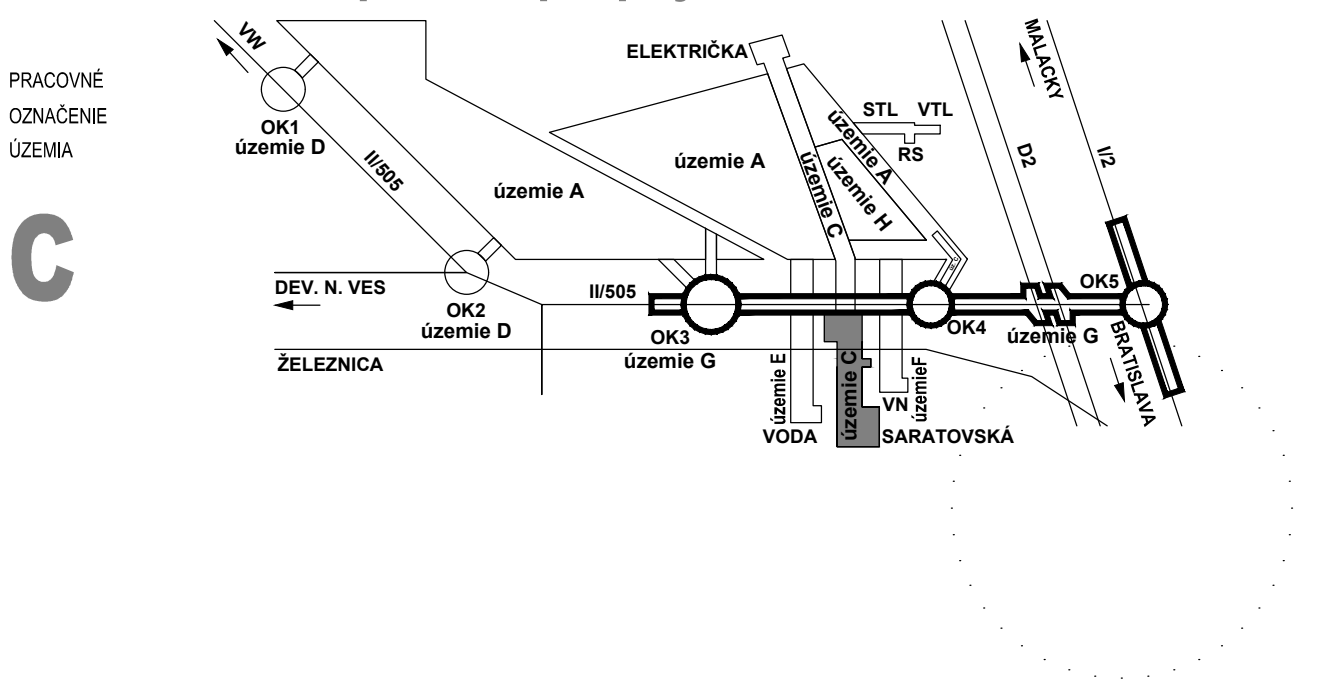 PRACOVNÉ
OZNAČENIE
ÚZEMIA
C
VW
OK1
územie D
II/505
ELEKTRIČKA
územie A
územie A
územie C
územie A
územie H
STL VTL
RS
D2
MALACKY
I/2
DEV. N. VES
OK2
územie D
ŽELEZNICA
II/505
OK3
územie G
územie E
VODA
územie C
VN
územieF
SARATOVSKÁ
OK4
územie G
OK5
BRATISLAVA